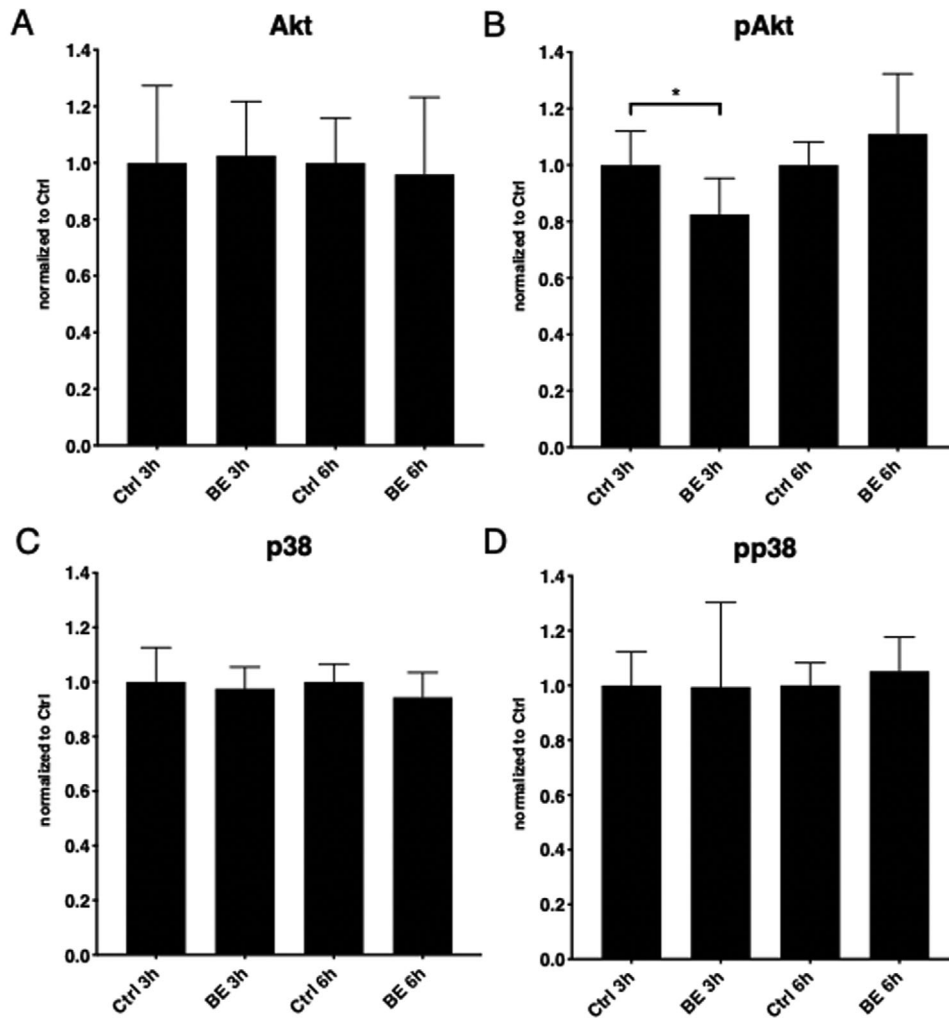 A
Akt
normalized to Ctrl
1.4
1.2
1.0
0.8
0.6
0.4
0.2
0.0
Ctrl 3h
BE 3h
Ctrl 6h
BE 6h
B
pAkt
normalized to Ctrl
1.4
1.2
1.0
0.8
0.6
0.4
0.2
0.0
*
Ctrl 3h
BE 3h
Ctrl 6h
BE 6h
C
p38
normalized to Ctrl
1.4
1.2
1.0
0.8
0.6
0.4
0.2
0.0
Ctrl 3h
BE 3h
Ctrl 6h
BE 6h
D
pp38
normalized to Ctrl
1.4
1.2
1.0
0.8
0.6
0.4
0.2
0.0
Ctrl 3h
BE 3h
Ctrl 6h
BE 6h